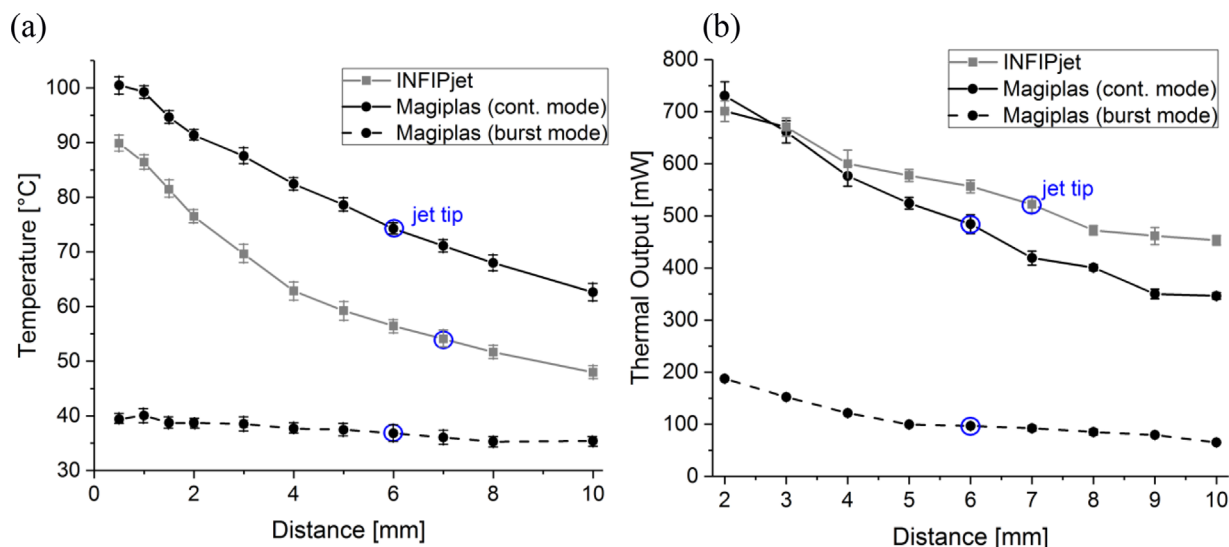 (a)
INFIPjet
Magiplas (cont. mode)
Magiplas (burst mode)
jet tip
Temperature [°C]
100
90
80
70
60
50
40
30
0
2
4
6
8
10
Distance [mm]
(b)
INFIPjet
Magiplas (cont. mode)
Magiplas (burst mode)
jet tip
Thermal Output [mW]
800
700
600
500
400
300
200
100
0
2
3
4
5
6
7
8
9
10
Distance [mm]